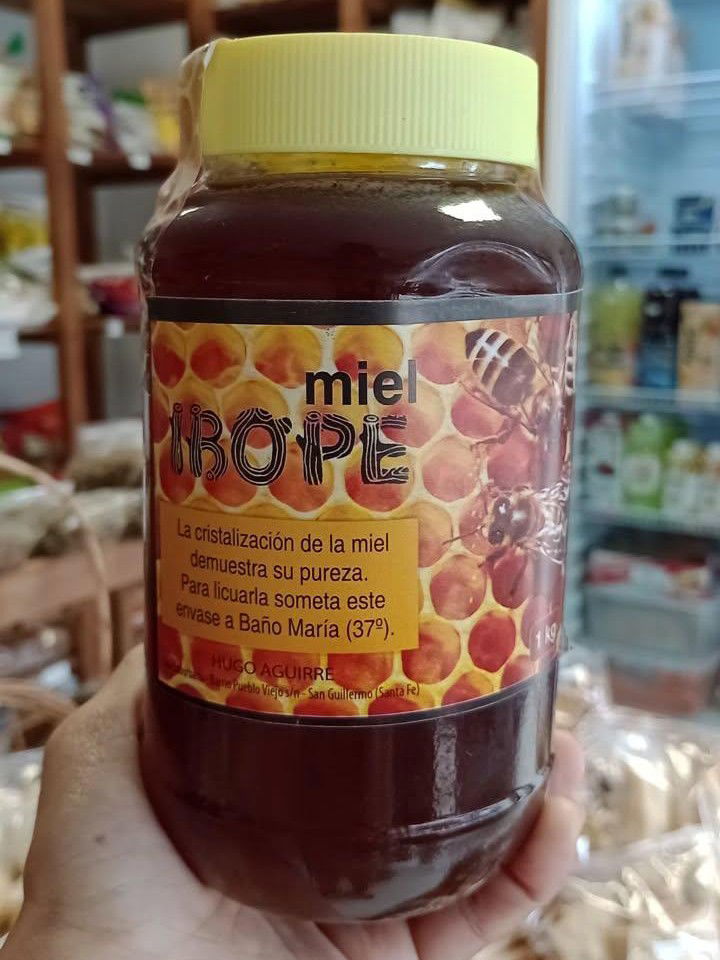 miel
IBOPE
La cristalización de la miel
demuestra su pureza.
Para licuarla someta este
envase a Baño María (37º).
1 kg
HUGO AGUIRRE
Pueblo Viejo s/n - San Guillermo (Santa Fe)